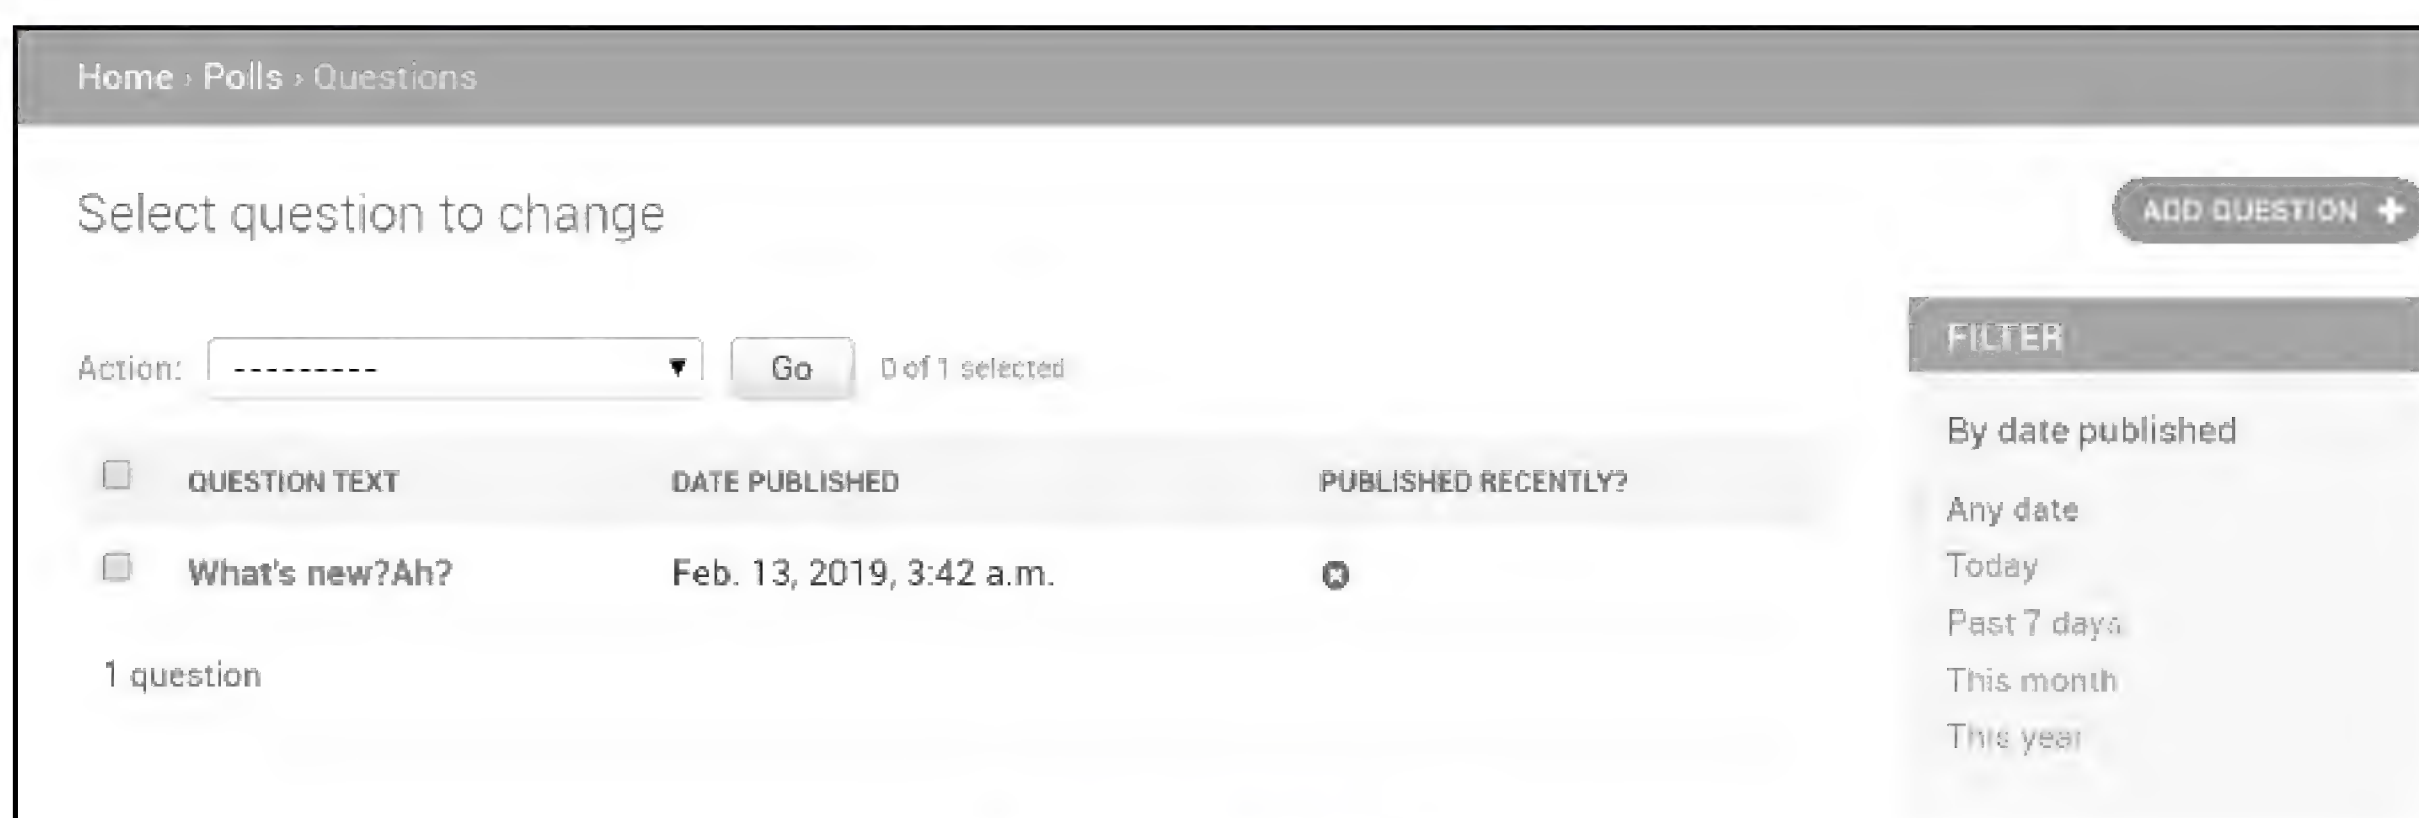 Home › Polls › Questions
Select question to change
ADD QUESTION +
Action: --------- Go 0 of 1 selected
QUESTION TEXT DATE PUBLISHED PUBLISHED RECENTLY?
What's new?Ah? Feb. 13, 2019, 3:42 a.m.
1 question
FILTER
By date published
Any date
Today
Past 7 days
This month
This year